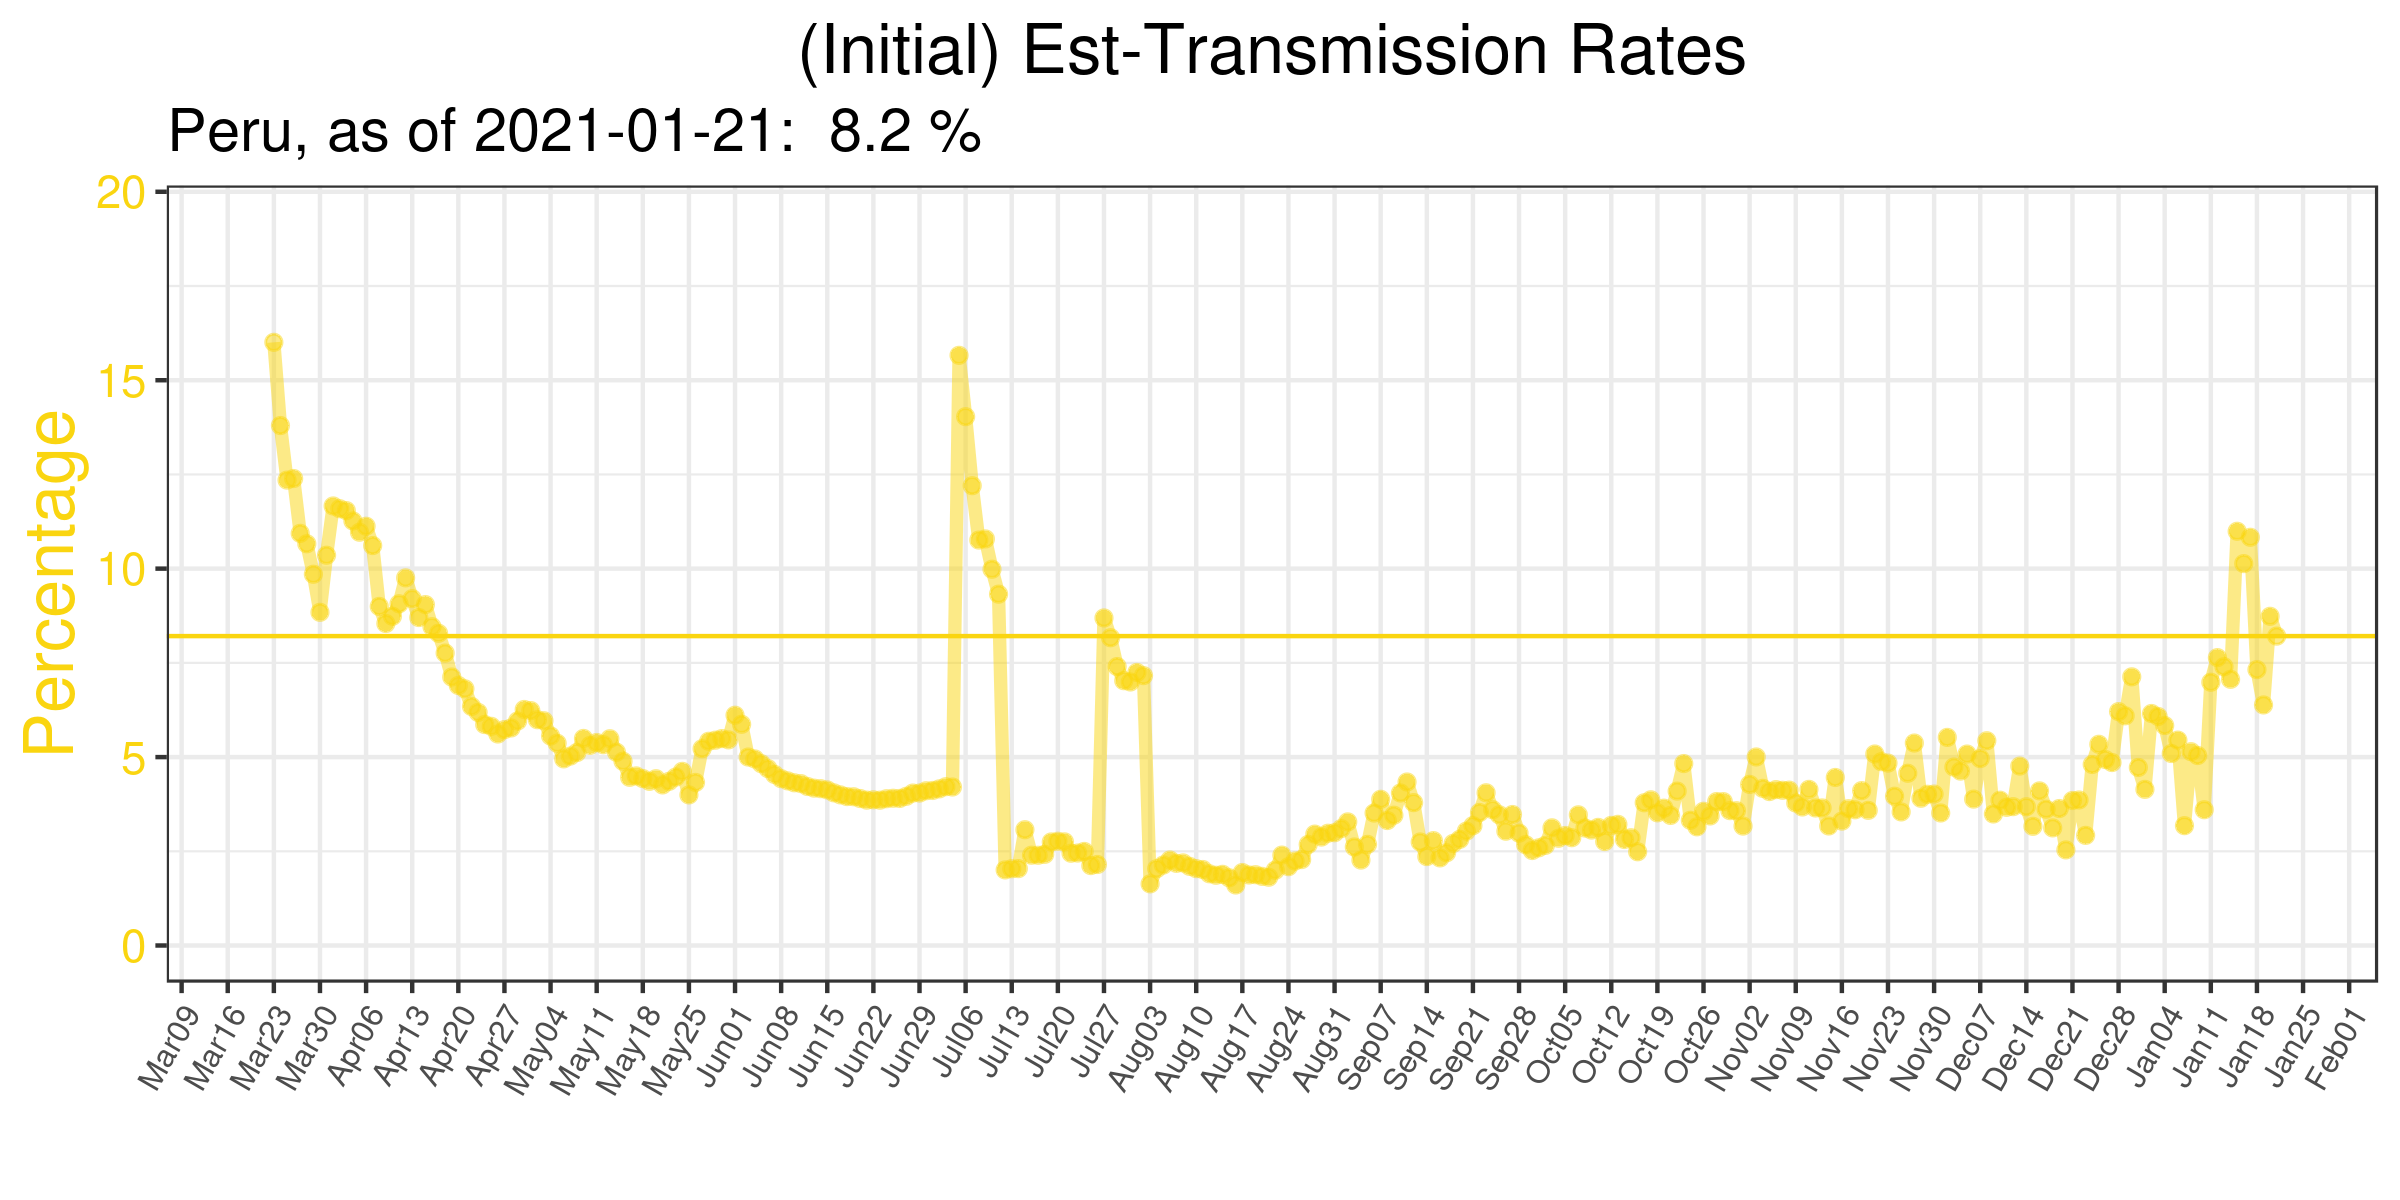 (Initial) Est-Transmission Rates
Peru, as of 2021-01-21:  8.2 %
Percentage
20
15
10
5
0
Mar09 Mar16 Mar23 Mar30 Apr06 Apr13 Apr20 Apr27 May04 May11 May18 May25 Jun01 Jun08 Jun15 Jun22 Jun29 Jul06 Jul13 Jul20 Jul27 Aug03 Aug10 Aug17 Aug24 Aug31 Sep07 Sep14 Sep21 Sep28 Oct05 Oct12 Oct19 Oct26 Nov02 Nov09 Nov16 Nov23 Nov30 Dec07 Dec14 Dec21 Dec28 Jan04 Jan11 Jan18 Jan25 Feb01